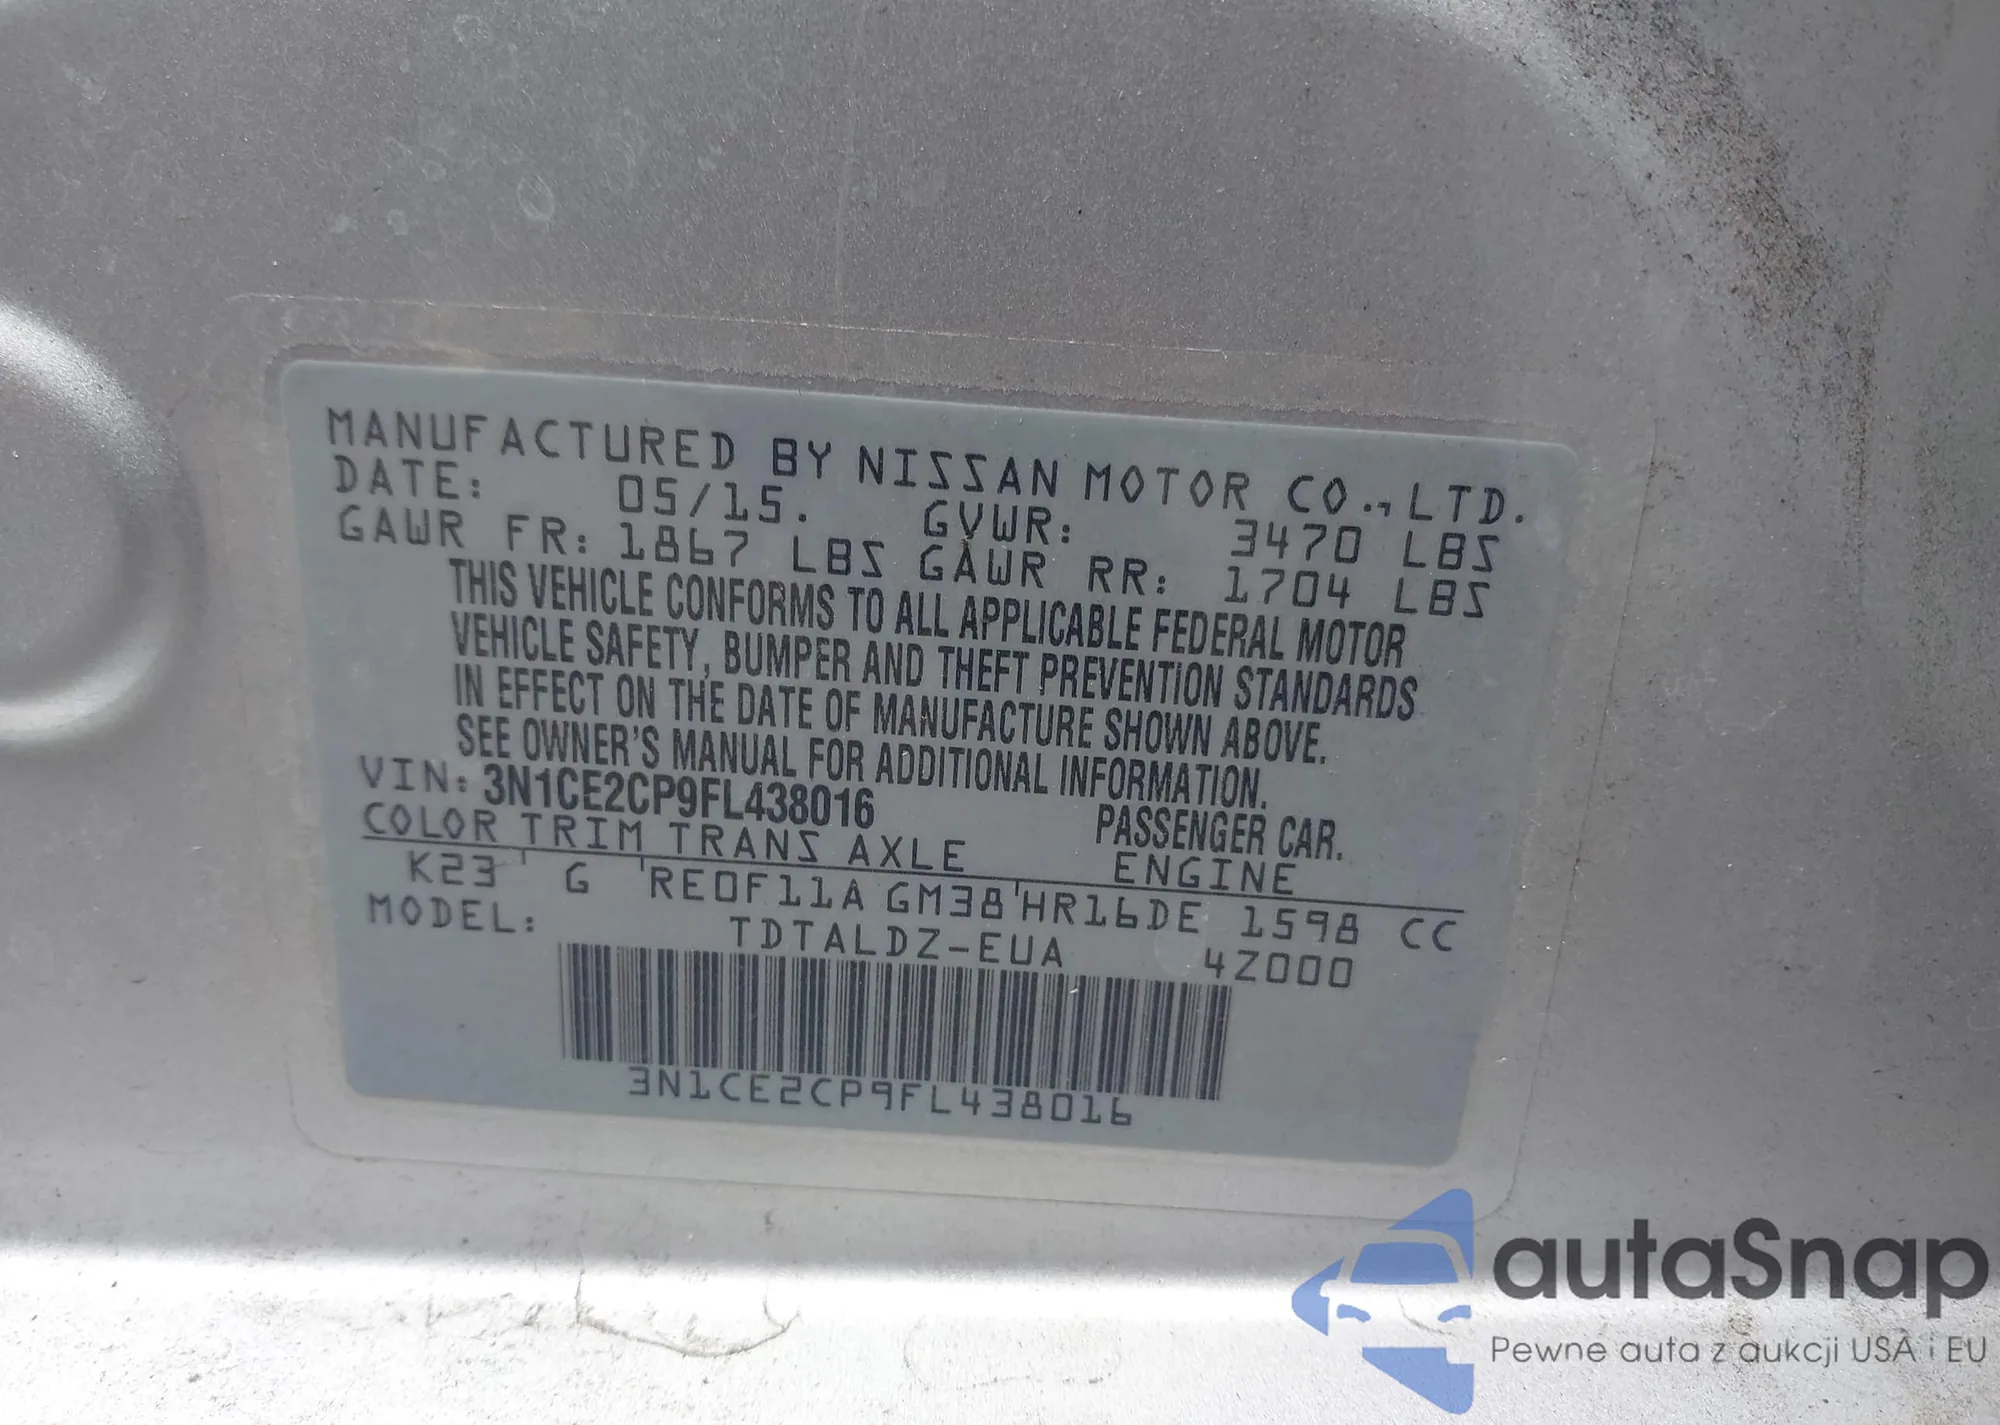 MANUFACTURED BY NISSAN MOTOR CO.,LTD.
DATE: 05/15. GVWR: 3470 LBS
GAWR FR: 1867 LBS GAWR RR: 1704 LBS
THIS VEHICLE CONFORMS TO ALL APPLICABLE FEDERAL MOTOR
VEHICLE SAFETY, BUMPER AND THEFT PREVENTION STANDARDS
IN EFFECT ON THE DATE OF MANUFACTURE SHOWN ABOVE.
SEE OWNER'S MANUAL FOR ADDITIONAL INFORMATION.
VIN: 3N1CE2CP9FL438016 PASSENGER CAR.
COLOR TRIM TRANS AXLE ENGINE
K23 G RE0F11A GM38 HR16DE 1598 CC
MODEL: TDTALDZ-EUA 4Z000
3N1CE2CP9FL438016
autaSnap
Pewne auta z aukcji USA i EU